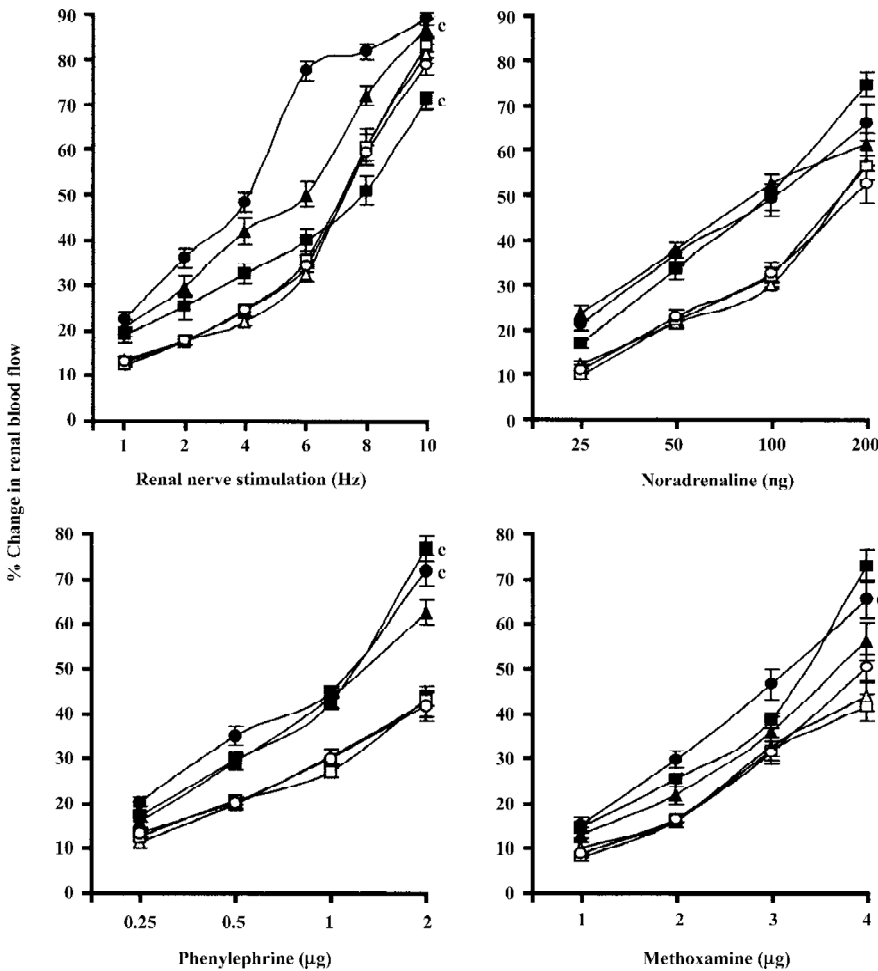 % Change in renal blood flow
90
80
70
60
50
40
30
20
10
0
c
c
1 2 4 6 8 10
Renal nerve stimulation (Hz)
90
80
70
60
50
40
30
20
10
0
25 50 100 200
Noradrenaline (ng)
80
70
60
50
40
30
20
10
0
c
c
0.25 0.5 1 2
Phenylephrine (µg)
80
70
60
50
40
30
20
10
0
1 2 3 4
Methoxamine (µg)